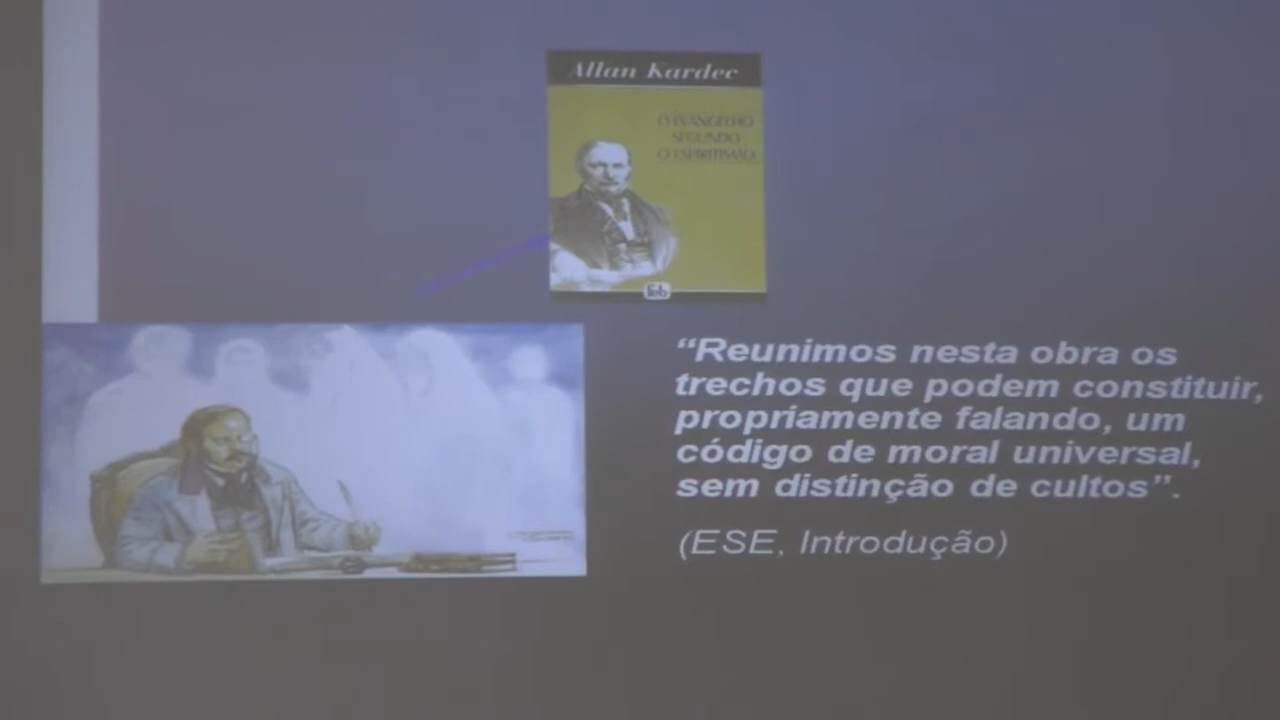 Allan Kardec
O EVANGELHO
SEGUNDO
O ESPIRITISMO
feb
“Reunimos nesta obra os
trechos que podem constituir,
propriamente falando, um
código de moral universal,
sem distinção de cultos”.
(ESE, Introdução)